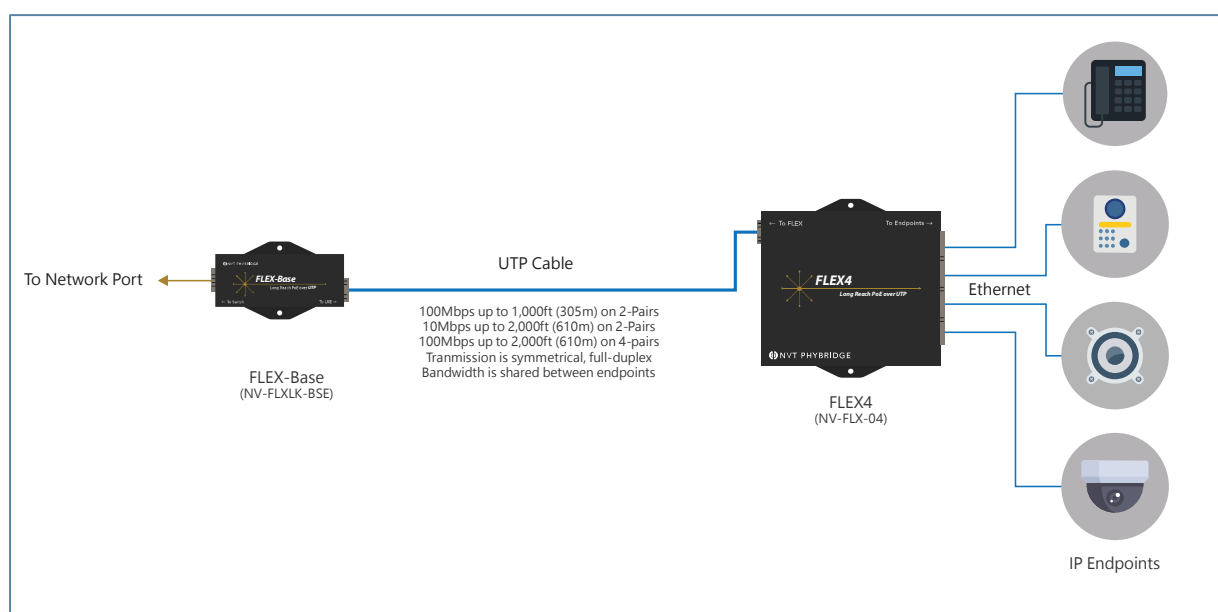 To Network Port
NVT PHYBRIDGE
FLEX-Base
Long Reach PoE over UTP
← To Switch
To LRE →
FLEX-Base
(NV-FLXLK-BSE)
UTP Cable
100Mbps up to 1,000ft (305m) on 2-Pairs
10Mbps up to 2,000ft (610m) on 2-Pairs
100Mbps up to 2,000ft (610m) on 4-pairs
Tranmission is symmetrical, full-duplex
Bandwidth is shared between endpoints
← To FLEX
To Endpoints →
FLEX4
Long Reach PoE over UTP
NVT PHYBRIDGE
FLEX4
(NV-FLX-04)
Ethernet
IP Endpoints